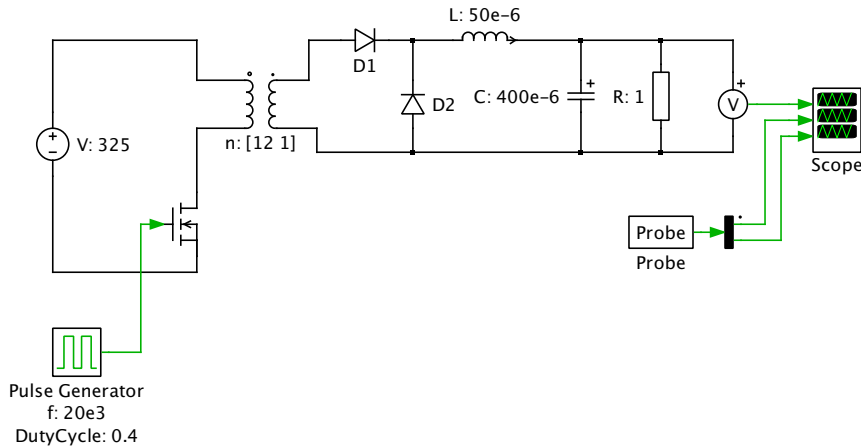 L: 50e-6
D1
V: 325
n: [12 1]
D2
C: 400e-6
R: 1
V
Scope
Probe
Probe
Pulse Generator
f: 20e3
DutyCycle: 0.4